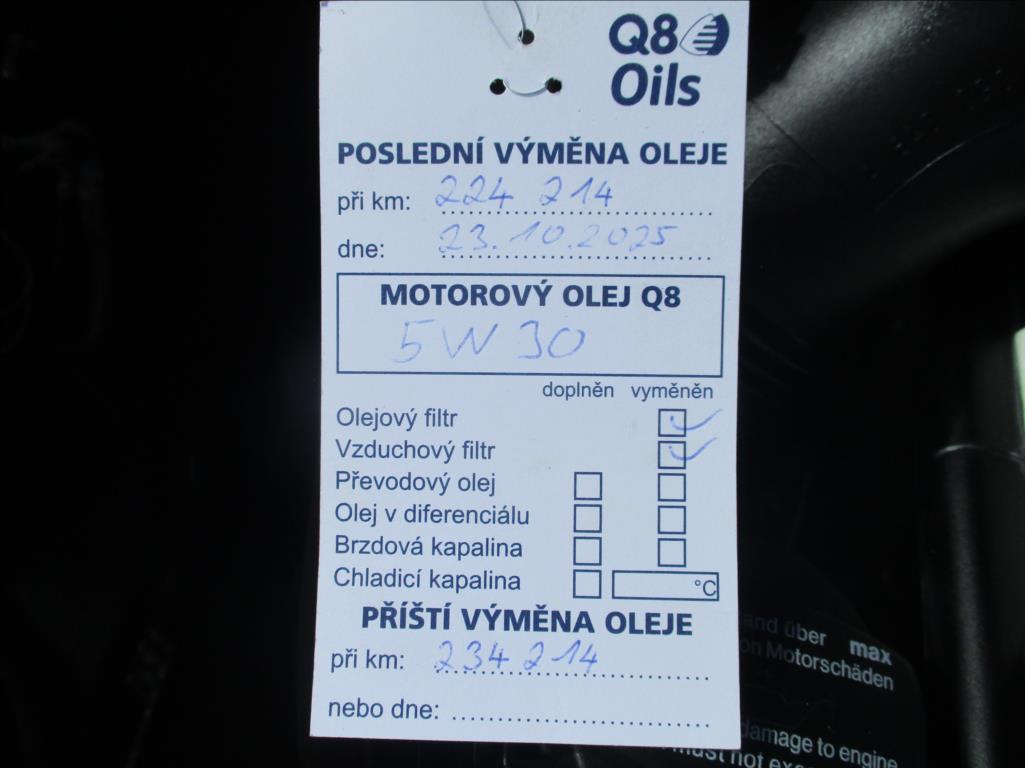 Q8
Oils
POSLEDNÍ VÝMĚNA OLEJE
při km: 224 214
dne: 23.10.2025
MOTOROVÝ OLEJ Q8
5W30
doplněn vyměněn
Olejový filtr
Vzduchový filtr
Převodový olej
Olej v diferenciálu
Brzdová kapalina
Chladicí kapalina °C
PŘÍŠTÍ VÝMĚNA OLEJE
při km: 234 214
nebo dne:
über max
Motorschäden
damage to engine
must not